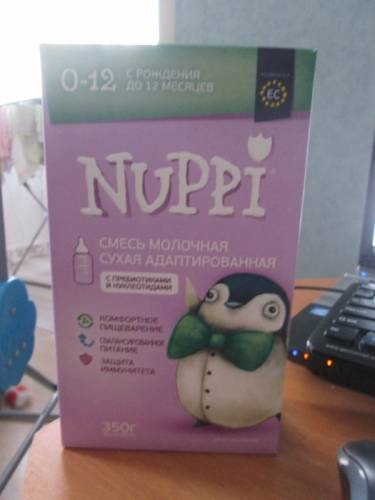 0-12
С РОЖДЕНИЯ
ДО 12 МЕСЯЦЕВ
ЕС
NUPPI
СМЕСЬ МОЛОЧНАЯ
СУХАЯ АДАПТИРОВАННАЯ
С ПРЕБИОТИКАМИ
И НУКЛЕОТИДАМИ
КОМФОРТНОЕ
ПИЩЕВАРЕНИЕ
СБАЛАНСИРОВАННОЕ
ПИТАНИЕ
ЗАЩИТА
ИММУНИТЕТА
350г